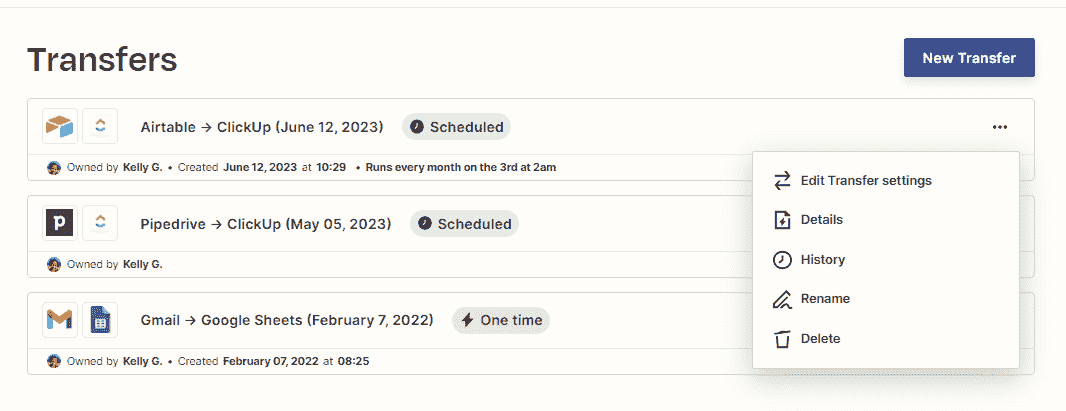 Transfers
New Transfer
Airtable → ClickUp (June 12, 2023)
Scheduled
Owned by Kelly G. • Created June 12, 2023 at 10:29 • Runs every month on the 3rd at 2am
Edit Transfer settings
Details
History
Rename
Delete
p
Pipedrive → ClickUp (May 05, 2023)
Scheduled
Owned by Kelly G.
Gmail → Google Sheets (February 7, 2022)
One time
Owned by Kelly G. • Created February 07, 2022 at 08:25